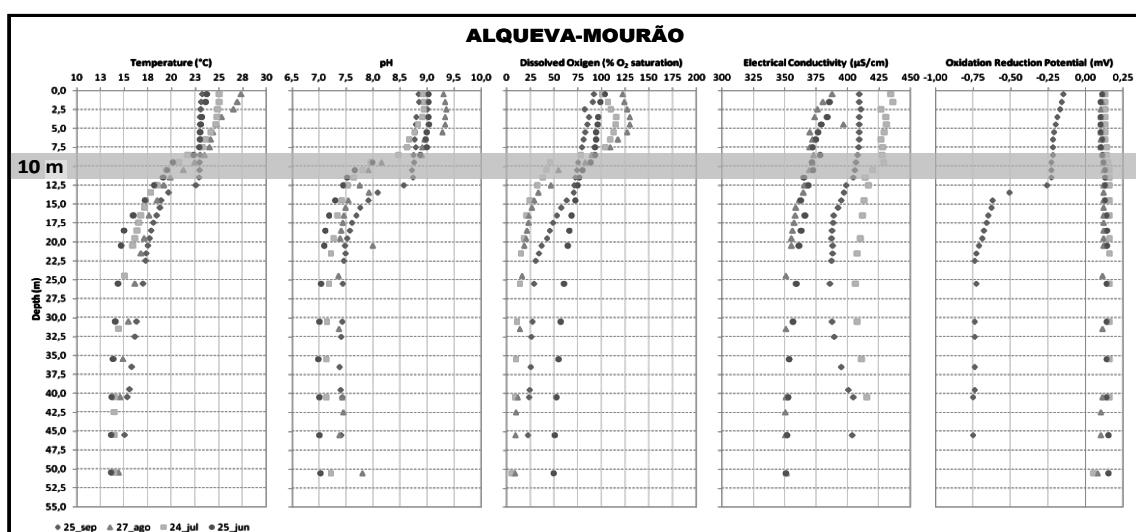 ALQUEVA-MOURÃO
Temperature (°C)
10 13 15 18 20 23 25 28 30
pH
6,5 7,0 7,5 8,0 8,5 9,0 9,5 10,0
Dissolved Oxigen (% O₂ saturation)
0 25 50 75 100 125 150 175 200
Electrical Conductivity (µS/cm)
300 325 350 375 400 425 450
Oxidation Reduction Potential (mV)
-1,00 -0,75 -0,50 -0,25 0,00 0,25
Depth (m)
0,0
2,5
5,0
7,5
10 m
12,5
15,0
17,5
20,0
22,5
25,0
27,5
30,0
32,5
35,0
37,5
40,0
42,5
45,0
47,5
50,0
52,5
55,0
25_sep 27_ago 24_jul 25_jun